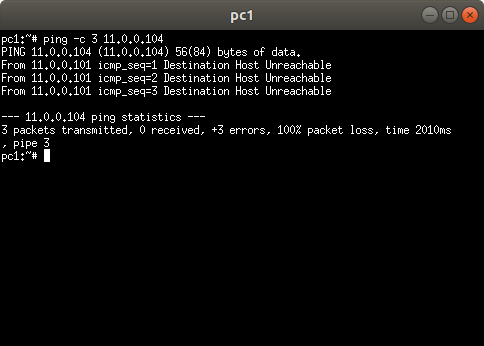 pc1
pc1:~# ping -c 3 11.0.0.104
PING 11.0.0.104 (11.0.0.104) 56(84) bytes of data.
From 11.0.0.101 icmp_seq=1 Destination Host Unreachable
From 11.0.0.101 icmp_seq=2 Destination Host Unreachable
From 11.0.0.101 icmp_seq=3 Destination Host Unreachable
--- 11.0.0.104 ping statistics ---
3 packets transmitted, 0 received, +3 errors, 100% packet loss, time 2010ms
, pipe 3
pc1:~#